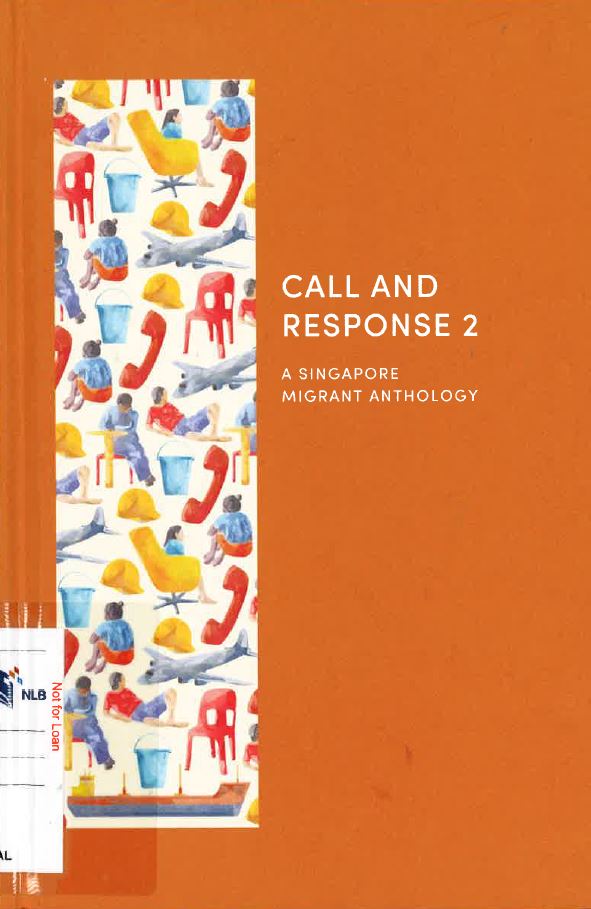 CALL AND
RESPONSE 2
A SINGAPORE
MIGRANT ANTHOLOGY
NLB
Not for Loan
AL